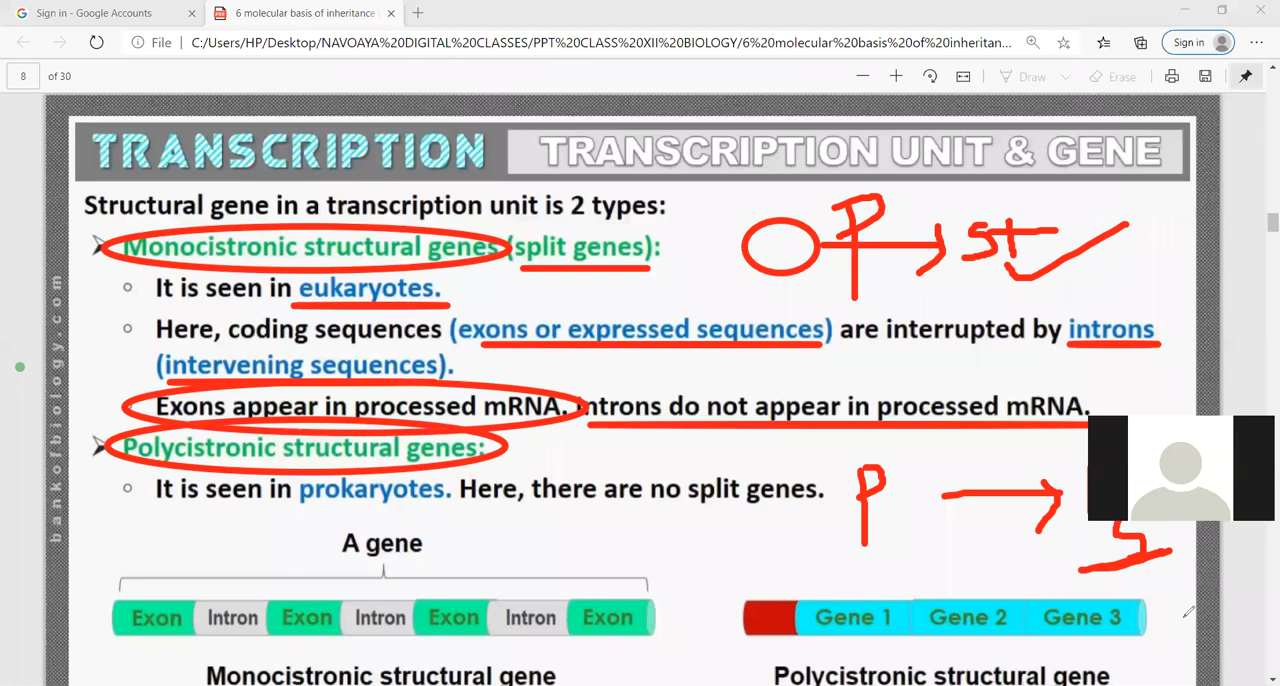 Sign in - Google Accounts
6 molecular basis of inheritance
File C:/Users/HP/Desktop/NAVOAYA%20DIGITAL%20CLASSES/PPT%20CLASS%20XII%20BIOLOGY/6%20molecular%20basis%20of%20inheritan...
Sign in
8 of 30
Draw
Erase
TRANSCRIPTION TRANSCRIPTION UNIT & GENE
Structural gene in a transcription unit is 2 types:
Monocistronic structural genes (split genes):
It is seen in eukaryotes.
Here, coding sequences (exons or expressed sequences) are interrupted by introns
(intervening sequences).
Exons appear in processed mRNA. Introns do not appear in processed mRNA.
Polycistronic structural genes:
It is seen in prokaryotes. Here, there are no split genes.
P
St
P
A gene
Exon Intron Exon Intron Exon Intron Exon
Gene 1 Gene 2 Gene 3
Monocistronic structural gene
Polycistronic structural gene
bankofbiology.com